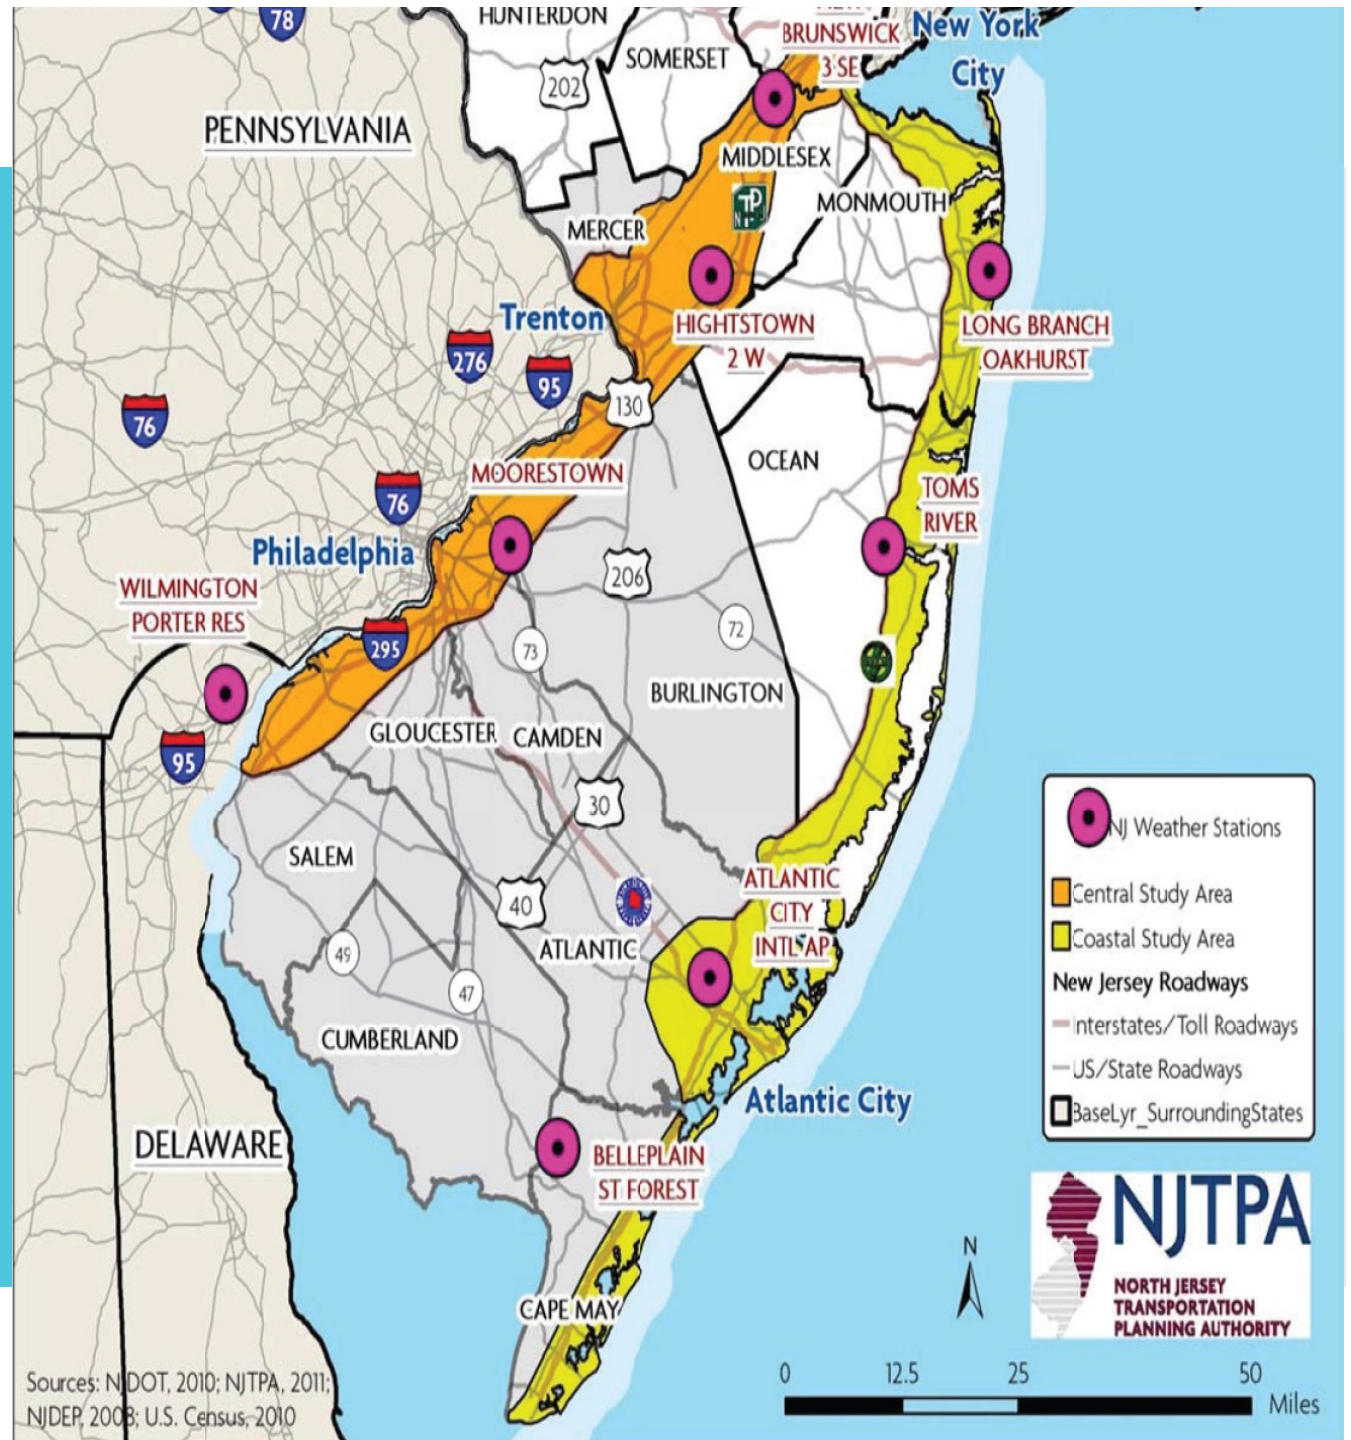 78
HUNTERDON
202
SOMERSET
BRUNSWICK
3 SE
New York
City
PENNSYLVANIA
MIDDLESEX
TP
MONMOUTH
MERCER
Trenton
HIGHTSTOWN
2 W
LONG BRANCH
OAKHURST
276
95
76
130
OCEAN
MOORESTOWN
76
TOMS
RIVER
Philadelphia
206
WILMINGTON
PORTER RES
72
295
73
BURLINGTON
95
GLOUCESTER
CAMDEN
30
SALEM
40
ATLANTIC
CITY
INTL AP
ATLANTIC
49
47
CUMBERLAND
Atlantic City
DELAWARE
BELLEPLAIN
ST FOREST
CAPE MAY
NJ Weather Stations
Central Study Area
Coastal Study Area
New Jersey Roadways
Interstates/Toll Roadways
US/State Roadways
BaseLyr_SurroundingStates
NJTPA
NORTH JERSEY
TRANSPORTATION
PLANNING AUTHORITY
N
0 12.5 25 50
Miles
Sources: NJDOT, 2010; NJTPA, 2011;
NJDEP, 2008; U.S. Census, 2010